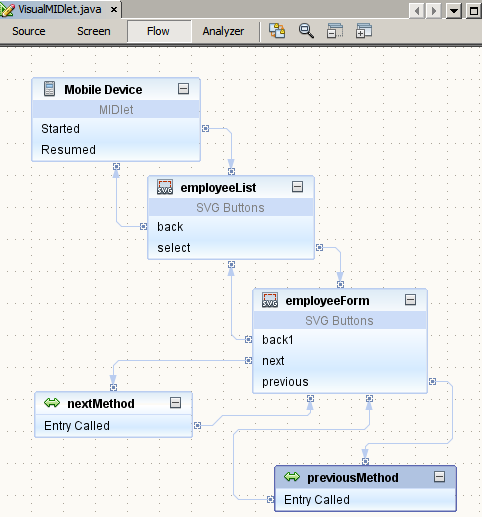 VisualMIDlet.java
Source Screen Flow Analyzer
Mobile Device
MIDlet
Started
Resumed
SVG employeeList
SVG Buttons
back
select
SVG employeeForm
SVG Buttons
back1
next
previous
nextMethod
Entry Called
previousMethod
Entry Called